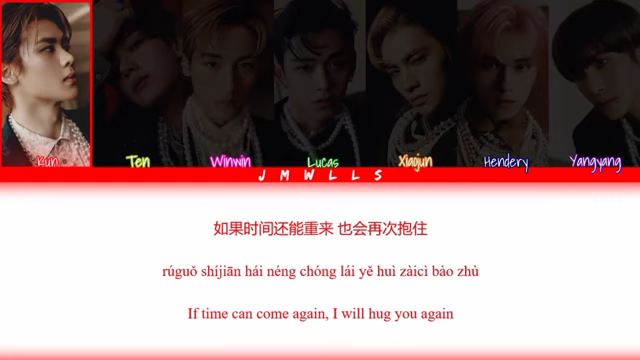 Kun Ten Winwin Lucas Xiaojun Hendery Yangyang
J M W L L S
如果时间还能重来 也会再次抱住
rúguǒ shíjiān hái néng chóng lái yě huì zàicì bào zhù
If time can come again, I will hug you again